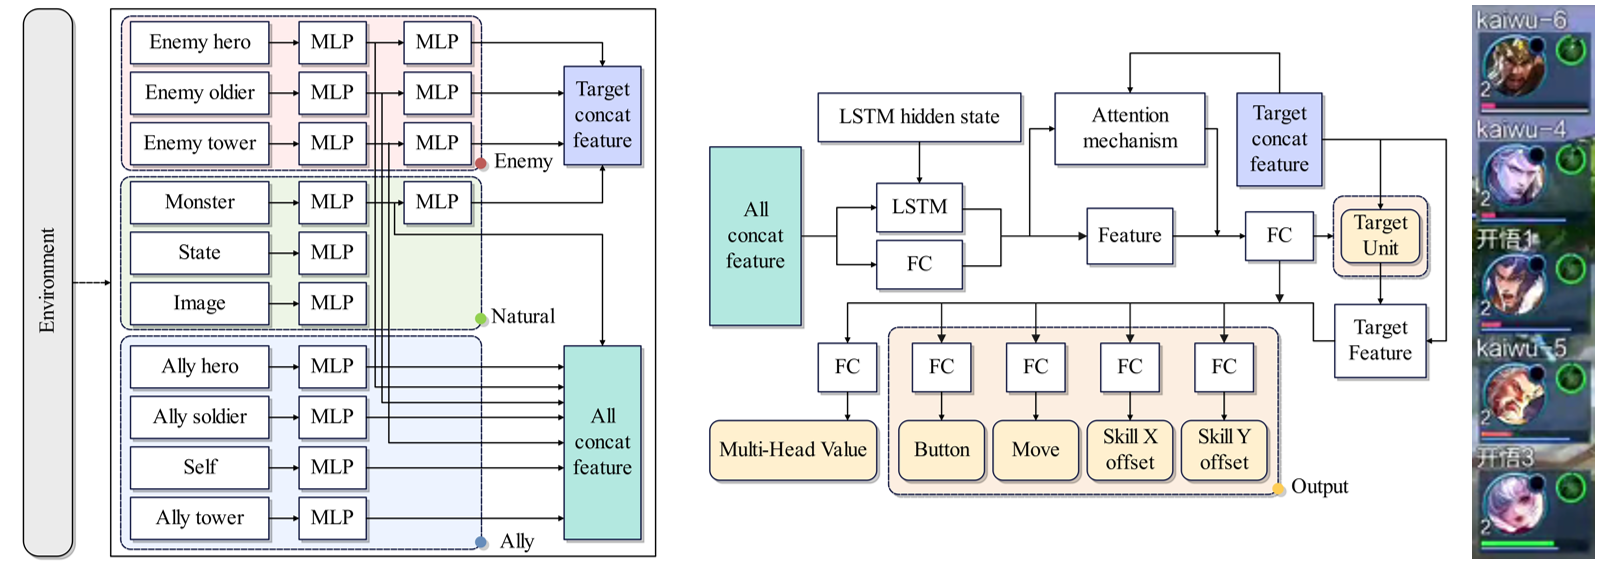 Environment
Enemy hero
MLP
MLP
Enemy oldier
MLP
MLP
Enemy tower
MLP
MLP
Enemy
Target
concat
feature
Monster
MLP
MLP
State
MLP
Image
MLP
Natural
Ally hero
MLP
Ally soldier
MLP
Self
MLP
Ally tower
MLP
Ally
All
concat
feature
All
concat
feature
LSTM hidden state
LSTM
FC
Attention
mechanism
Feature
Target
concat
feature
FC
Target
Unit
Target
Feature
FC
FC
FC
FC
FC
Multi-Head Value
Button
Move
Skill X
offset
Skill Y
offset
Output
kaiwu-6
2
kaiwu-4
2
开悟1
2
kaiwu-5
2
开悟3
2